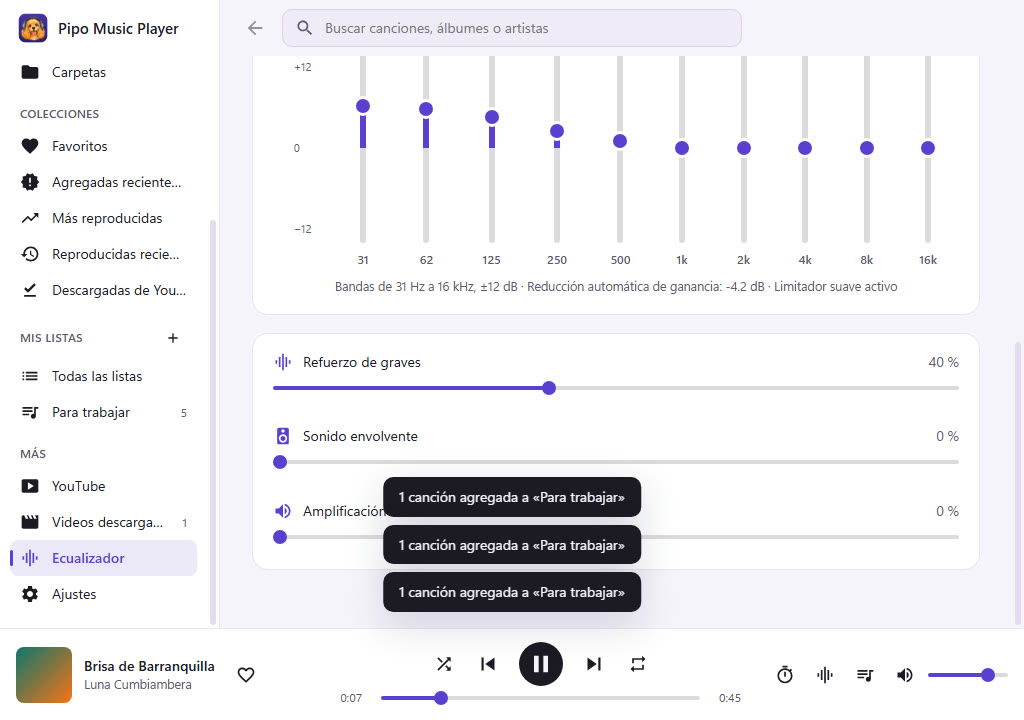 Pipo Music Player
Buscar canciones, álbumes o artistas
Carpetas
COLECCIONES
Favoritos
Agregadas reciente...
Más reproducidas
Reproducidas recie...
Descargadas de You...
MIS LISTAS
Todas las listas
Para trabajar 5
MÁS
YouTube
Videos descarga... 1
Ecualizador
Ajustes
+12
0
−12
31 62 125 250 500 1k 2k 4k 8k 16k
Bandas de 31 Hz a 16 kHz, ±12 dB · Reducción automática de ganancia: -4.2 dB · Limitador suave activo
Refuerzo de graves 40 %
Sonido envolvente 0 %
Amplificación 0 %
1 canción agregada a «Para trabajar»
1 canción agregada a «Para trabajar»
1 canción agregada a «Para trabajar»
Brisa de Barranquilla
Luna Cumbiambera
0:07 0:45